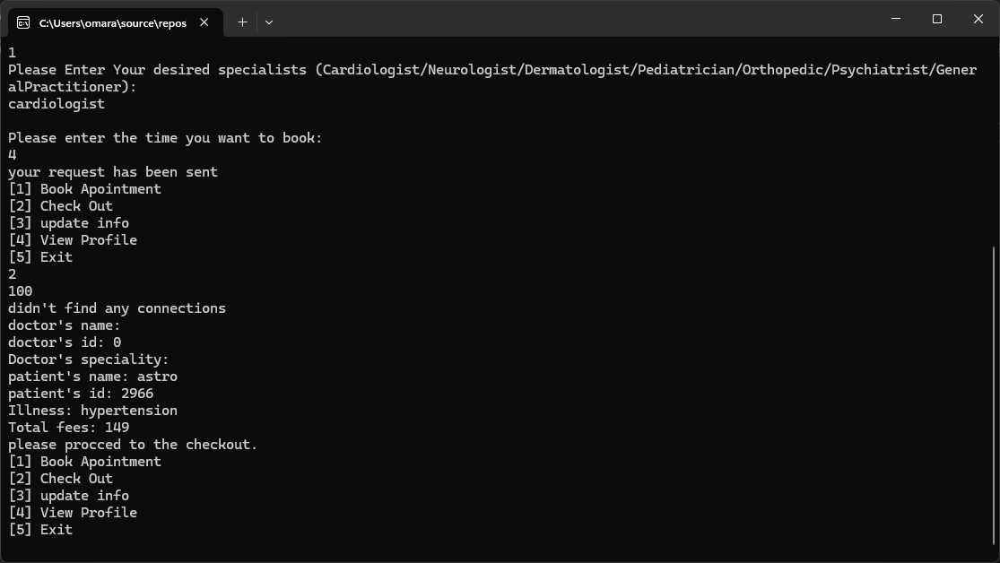 C:\Users\omara\source\repos
1
Please Enter Your desired specialists (Cardiologist/Neurologist/Dermatologist/Pediatrician/Orthopedic/Psychiatrist/Gener
alPractitioner):
cardiologist
Please enter the time you want to book:
4
your request has been sent
[1] Book Apointment
[2] Check Out
[3] update info
[4] View Profile
[5] Exit
2
100
didn't find any connections
doctor's name:
doctor's id: 0
Doctor's speciality:
patient's name: astro
patient's id: 2966
Illness: hypertension
Total fees: 149
please procced to the checkout.
[1] Book Apointment
[2] Check Out
[3] update info
[4] View Profile
[5] Exit